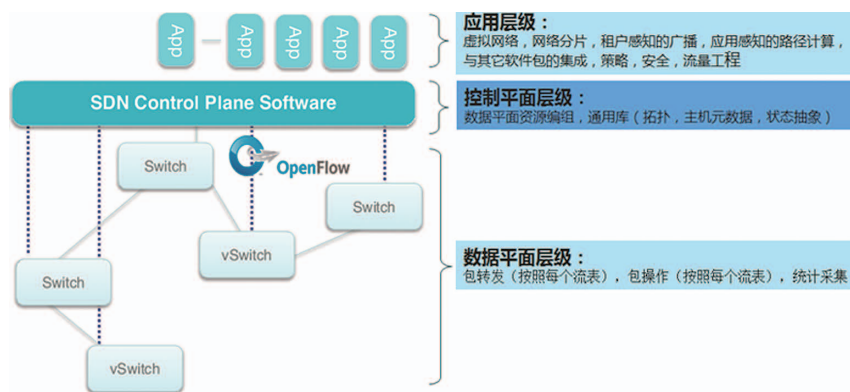 App
App
App
App
App
应用层级：
虚拟网络，网络分片，租户感知的广播，应用感知的路径计算，
与其它软件包的集成，策略，安全，流量工程
SDN Control Plane Software
控制平面层级：
数据平面资源编组，通用库（拓扑，主机元数据，状态抽象）
Switch
OpenFlow
Switch
vSwitch
数据平面层级：
包转发（按照每个流表），包操作（按照每个流表），统计采集
Switch
vSwitch